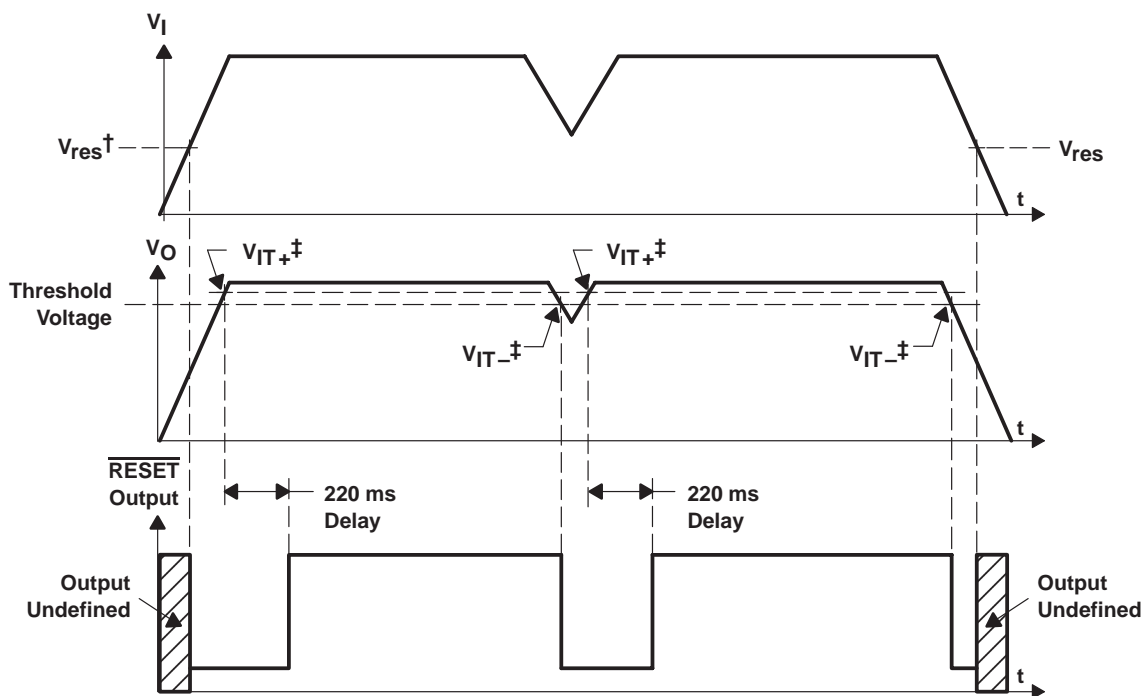 VI
Vres†
Vres
t
VO
VIT+‡
VIT+‡
Threshold
Voltage
VIT–‡
VIT–‡
t
RESET
Output
220 ms
Delay
220 ms
Delay
Output
Undefined
Output
Undefined
t